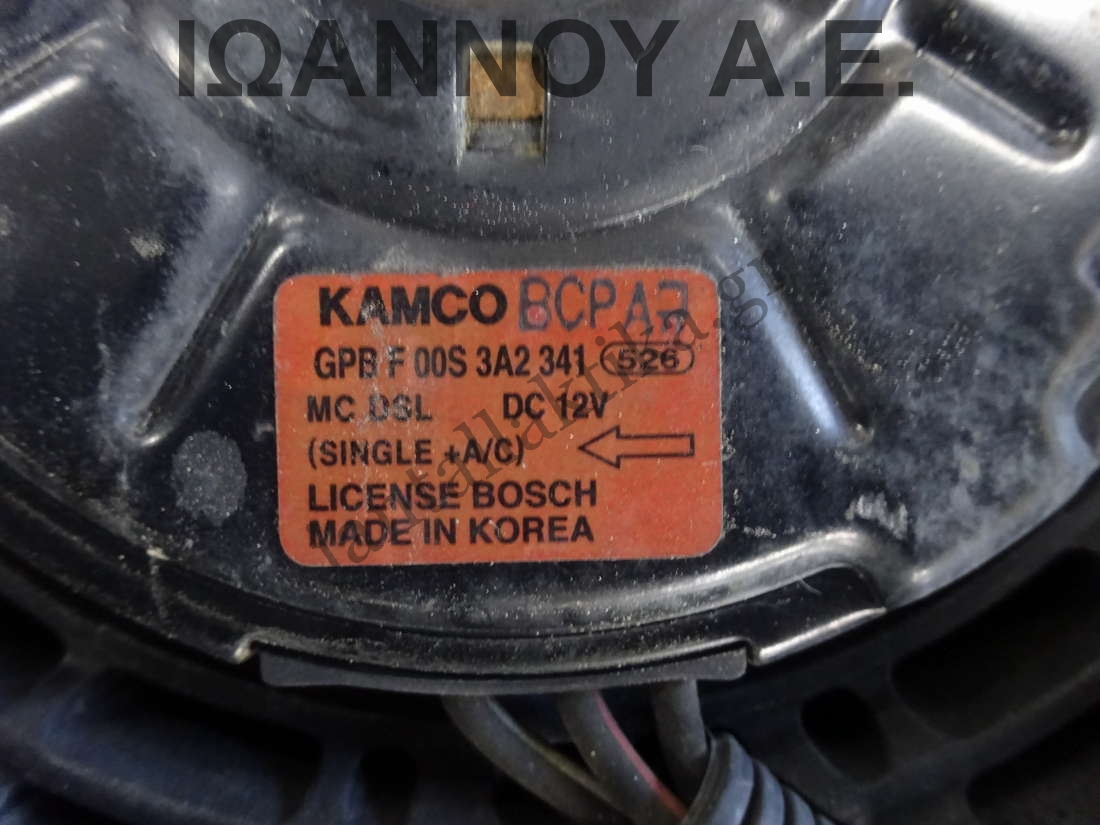 ΙΩΑΝΝΟΥ Α.Ε.
KAMCO BCPA3
GPB F 00S 3A2 341 526
MC DSL DC 12V
(SINGLE +A/C)
LICENSE BOSCH
MADE IN KOREA